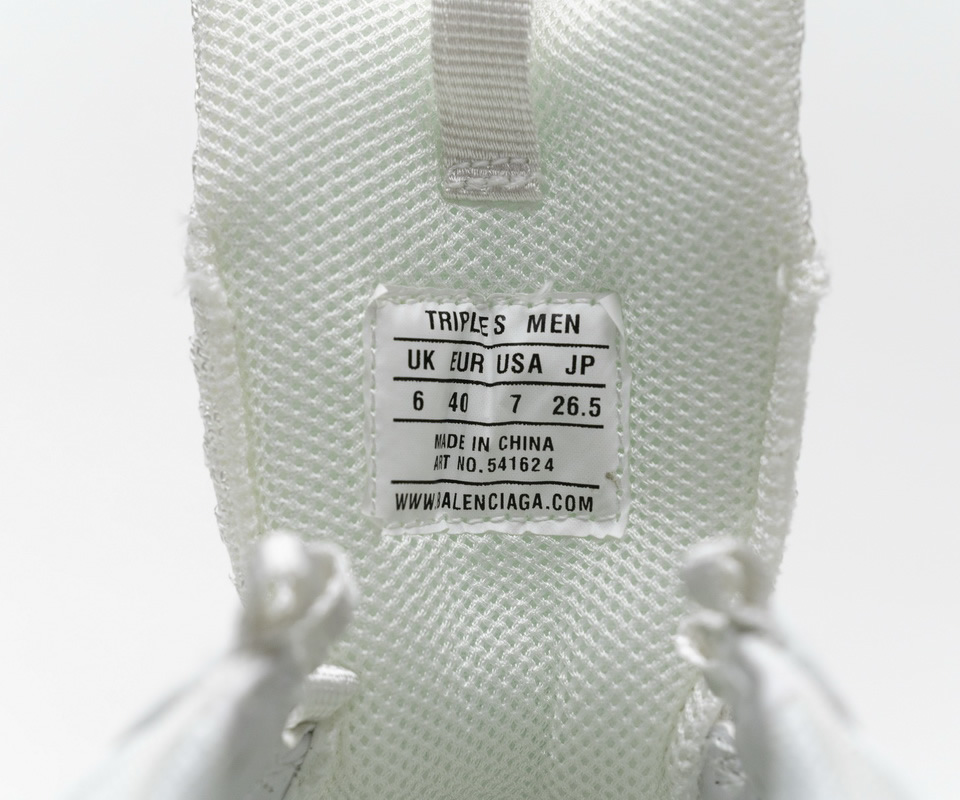 TRIPLE S MEN
UK EUR USA JP
6 40 7 26.5
MADE IN CHINA
ART NO.541624
WWW.BALENCIAGA.COM